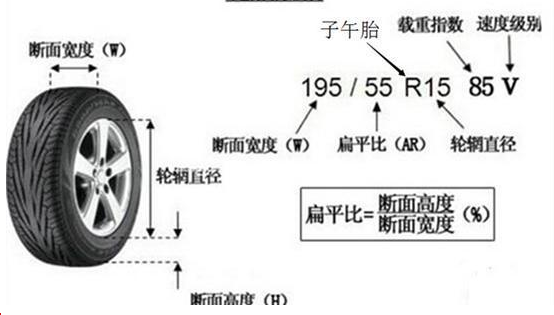 子午胎 载重指数 速度级别
断面宽度（W）
195 / 55 R15 85 V
断面宽度（W） 扁平比（AR） 轮辋直径
轮辋直径
扁平比=断面高度/断面宽度（%）
断面高度（H）